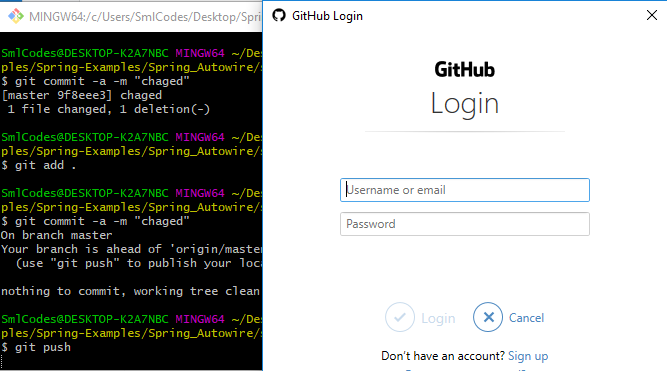 MINGW64:/c/Users/SmlCodes/Desktop/Spri
SmlCodes@DESKTOP-K2A7NBC MINGW64 ~/De
ples/Spring-Examples/Spring_Autowire/
$ git commit -a -m "chaged"
[master 9f8eee3] chaged
1 file changed, 1 deletion(-)
SmlCodes@DESKTOP-K2A7NBC MINGW64 ~/De
ples/Spring-Examples/Spring_Autowire/
$ git add .
SmlCodes@DESKTOP-K2A7NBC MINGW64 ~/De
ples/Spring-Examples/Spring_Autowire/
$ git commit -a -m "chaged"
On branch master
Your branch is ahead of 'origin/master
(use "git push" to publish your loca
nothing to commit, working tree clean
SmlCodes@DESKTOP-K2A7NBC MINGW64 ~/De
ples/Spring-Examples/Spring_Autowire/
$ git push
GitHub Login
GitHub
Login
Username or email
Password
Login
Cancel
Don't have an account? Sign up